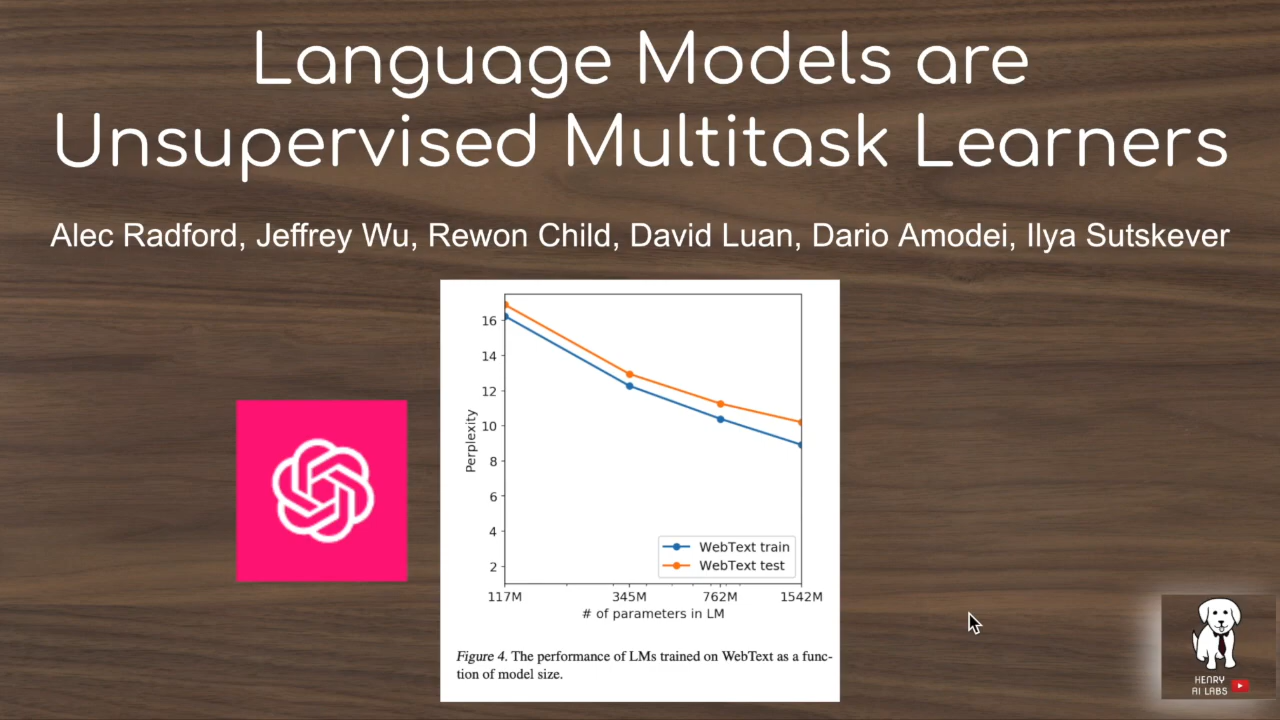 Language Models are
Unsupervised Multitask Learners
Alec Radford, Jeffrey Wu, Rewon Child, David Luan, Dario Amodei, Ilya Sutskever
16
14
12
10
8
6
4
2
Perplexity
WebText train
WebText test
117M 345M 762M 1542M
# of parameters in LM
Figure 4. The performance of LMs trained on WebText as a func-
tion of model size.
HENRY
AI LABS